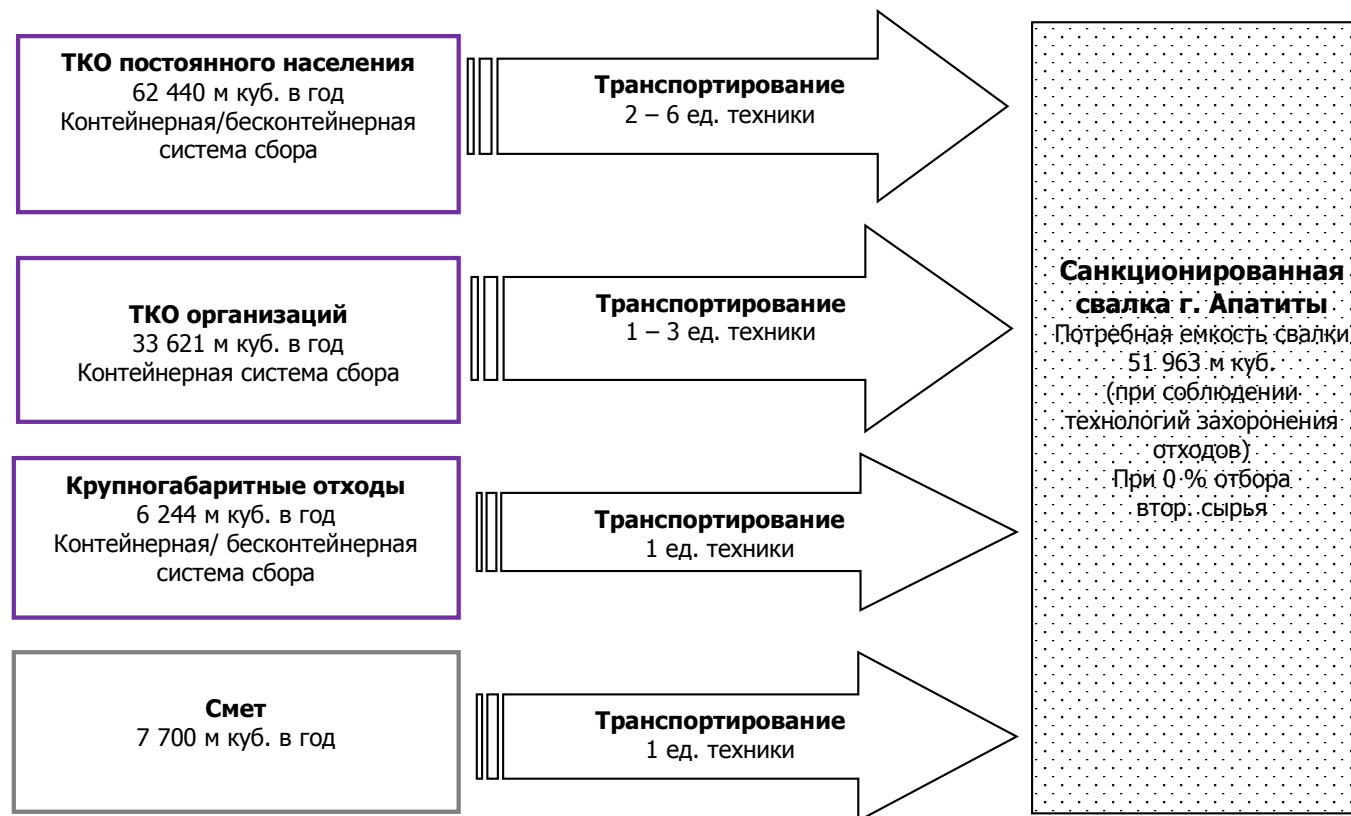 ТКО постоянного населения
62 440 м куб. в год
Контейнерная/бесконтейнерная
система сбора
Транспортирование
2 – 6 ед. техники
ТКО организаций
33 621 м куб. в год
Контейнерная система сбора
Транспортирование
1 – 3 ед. техники
Крупногабаритные отходы
6 244 м куб. в год
Контейнерная/ бесконтейнерная
система сбора
Транспортирование
1 ед. техники
Смет
7 700 м куб. в год
Транспортирование
1 ед. техники
Санкционированная
свалка г. Апатиты
Потребная емкость свалки
51 963 м куб.
(при соблюдении
технологий захоронения
отходов)
При 0 % отбора
втор. сырья